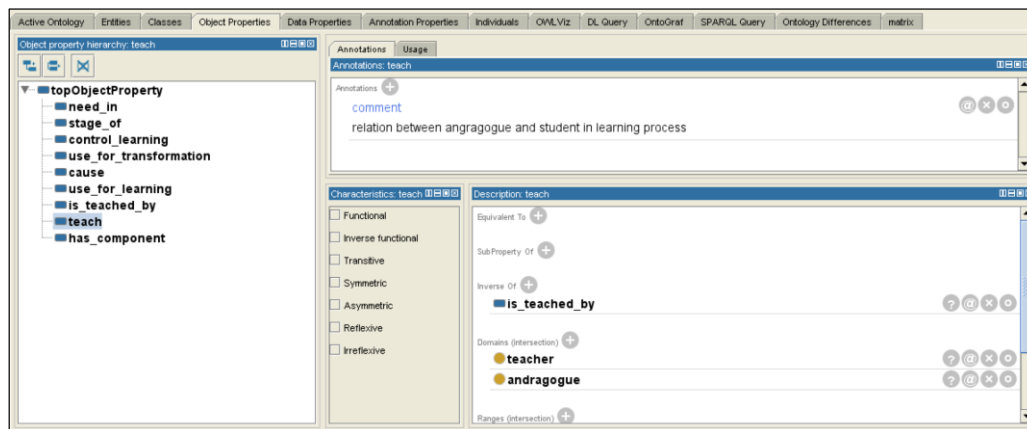 Active Ontology Entities Classes Object Properties Data Properties Annotation Properties Individuals OWLViz DL Query OntoGraf SPARQL Query Ontology Differences matrix
Object property hierarchy: teach
topObjectProperty
need_in
stage_of
control_learning
use_for_transformation
cause
use_for_learning
is_teached_by
teach
has_component
Annotations Usage
Annotations: teach
Annotations
comment
relation between angragogue and student in learning process
Characteristics: teach
Functional
Inverse functional
Transitive
Symmetric
Asymmetric
Reflexive
Irreflexive
Description: teach
Equivalent To
SubProperty Of
Inverse Of
is_teached_by
Domains (intersection)
teacher
andragogue
Ranges (intersection)